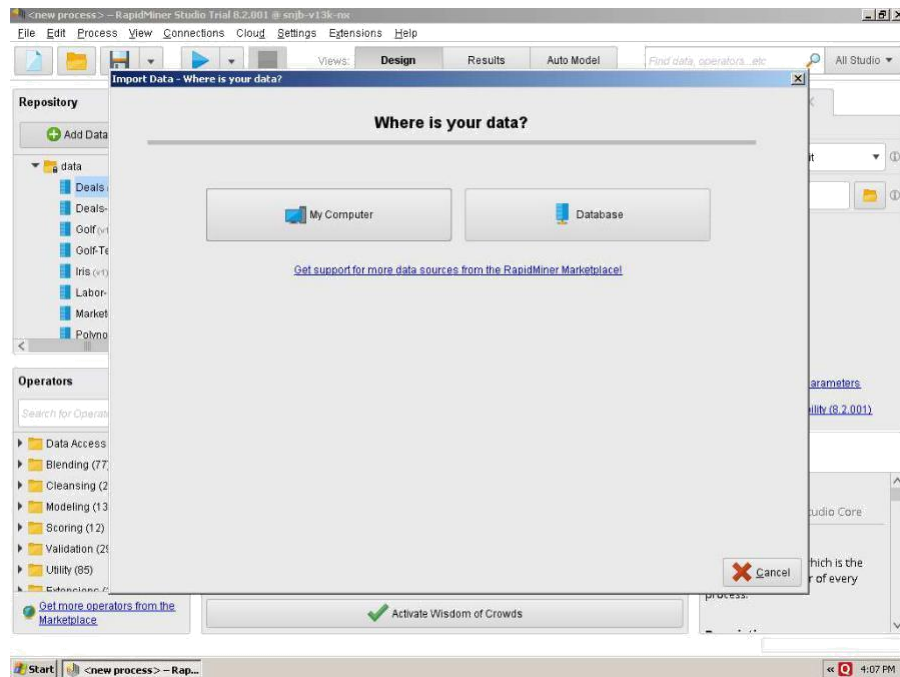 <new process> – RapidMiner Studio Trial 8.2.001 @ snjb-v13k-nx
File Edit Process View Connections Cloud Settings Extensions Help
Views: Design Results Auto Model Find data, operators...etc All Studio
Import Data - Where is your data?
Repository
Where is your data?
Add Data
data
Deals
Deals-
Golf (v1
Golf-Te
Iris (v1)
Labor-
Market
Polyno
My Computer
Database
Get support for more data sources from the RapidMiner Marketplace!
Operators
Search for Operat
Data Access
Blending (77)
Cleansing (2
Modeling (13
Scoring (12)
Validation (29
Utility (85)
arameters
ility (8.2.001)
udio Core
hich is the
r of every
process.
Cancel
Get more operators from the
Marketplace
Activate Wisdom of Crowds
Start <new process> – Rap... « 4:07 PM